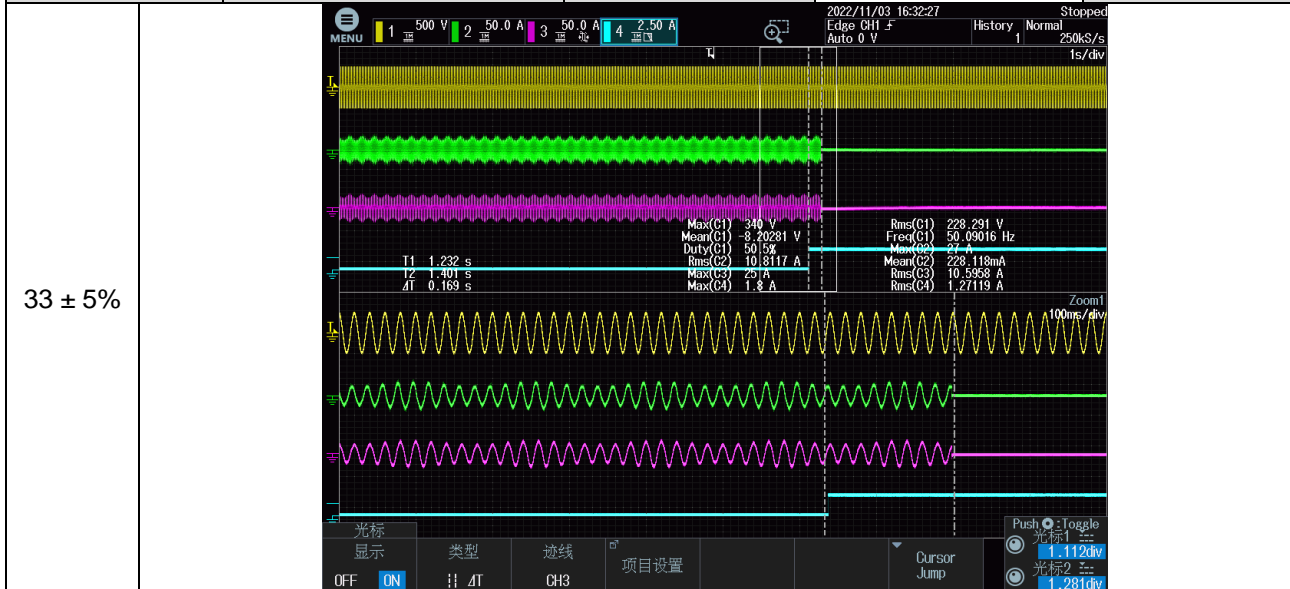 33 ± 5%
MENU
1 500 V 2 50.0 A 3 50.0 A 4 2.50 A
2022/11/03 16:32:27 Stopped
Edge CH1 History Normal
Auto 0 V 1 250kS/s
1s/div
Max(C1) 340 V Rms(C1) 228.291 V
Mean(C1) -8.20281 V Freq(C1) 50.09016 Hz
Duty(C1) 50.5% Max(C2) 27 A
T1 1.232 s Rms(C2) 10.8117 A Mean(C2) 228.118mA
T2 1.401 s Max(C3) 25 A Rms(C3) 10.5958 A
ΔT 0.169 s Max(C4) 1.8 A Rms(C4) 1.27119 A
Zoom1
100ms/div
光标
显示 类型 迹线 项目设置 Cursor Jump
OFF ON ΔT CH3
Push :Toggle
光标1
1.112div
光标2
1.281div